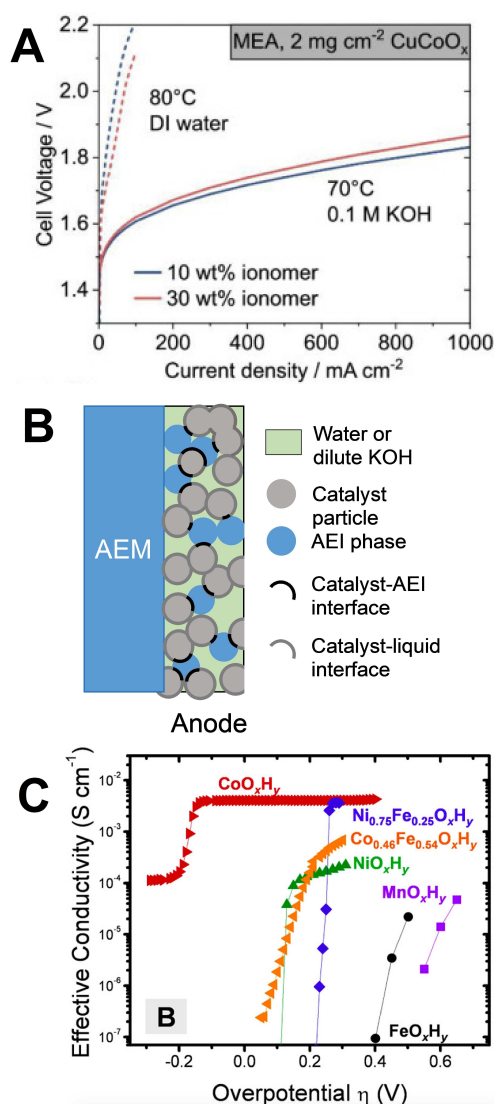 A
MEA, 2 mg cm⁻² CuCoOₓ
2.2
2.0
1.8
1.6
1.4
Cell Voltage / V
80°C
DI water
70°C
0.1 M KOH
10 wt% ionomer
30 wt% ionomer
0
200
400
600
800
1000
Current density / mA cm⁻²
B
AEM
Anode
Water or
dilute KOH
Catalyst
particle
AEI phase
Catalyst-AEI
interface
Catalyst-liquid
interface
C
Effective Conductivity (S cm⁻¹)
10⁻²
10⁻³
10⁻⁴
10⁻⁵
10⁻⁶
10⁻⁷
CoOₓHᵧ
Ni₀.₇₅Fe₀.₂₅OₓHᵧ
Co₀.₄₆Fe₀.₅₄OₓHᵧ
NiOₓHᵧ
MnOₓHᵧ
FeOₓHᵧ
B
-0.2
0.0
0.2
0.4
0.6
Overpotential η (V)